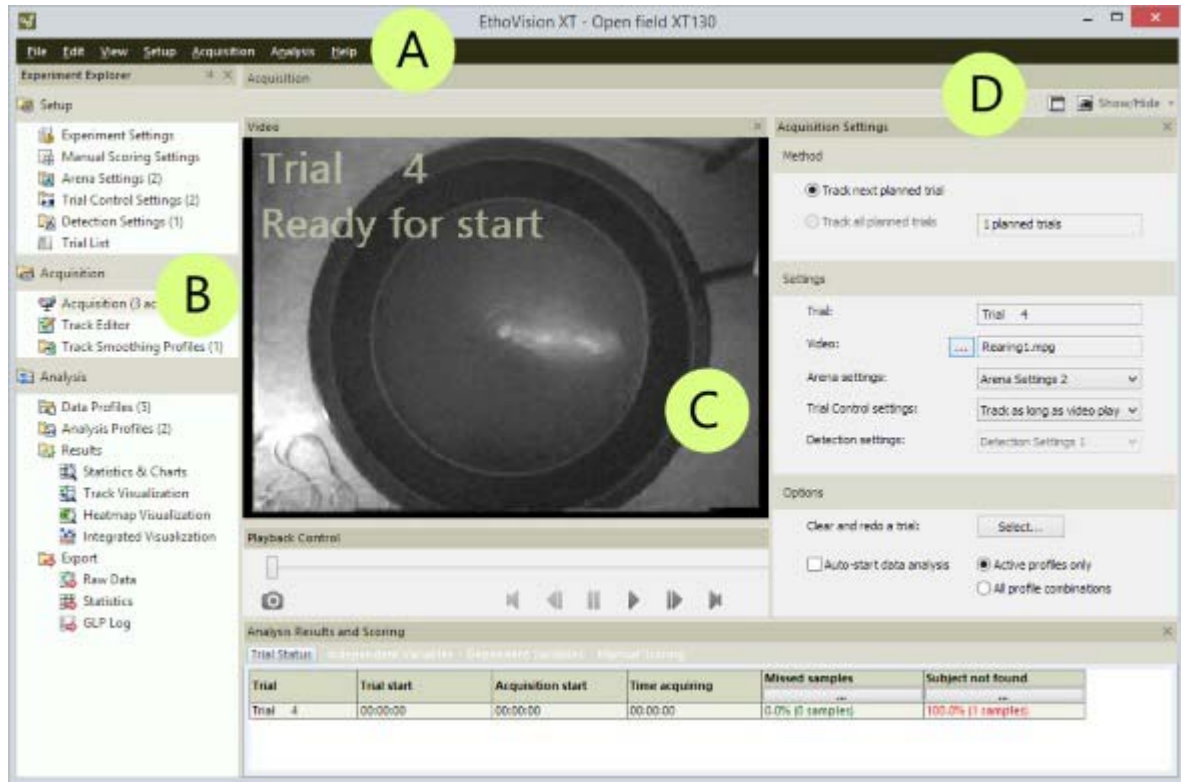 EthoVision XT - Open field XT130
File Edit View Setup Acquisition Analysis Help
A
Experiment Explorer
Acquisition
D
Show/Hide
Setup
Experiment Settings
Manual Scoring Settings
Arena Settings (2)
Trial Control Settings (2)
Detection Settings (1)
Trial List
Acquisition
Acquisition (3
B
Track Editor
Track Smoothing Profiles (1)
Analysis
Data Profiles (5)
Analysis Profiles (2)
Results
Statistics & Charts
Track Visualization
Heatmap Visualization
Integrated Visualization
Export
Raw Data
Statistics
GLP Log
Video
Trial 4
Ready for start
C
Playback Control
Acquisition Settings
Method
Track next planned trial
Track all planned trials 1 planned trials
Settings
Trial: Trial 4
Video: ... Rearing1.mpg
Arena settings: Arena Settings 2
Trial Control settings: Track as long as video play
Detection settings: Detection Settings 1
Options
Clear and redo a trial: Select...
Auto-start data analysis Active profiles only
All profile combinations
Analysis Results and Scoring
Trial Status Independent Variables Dependent Variables Manual Scoring
Trial Trial start Acquisition start Time acquiring Missed samples Subject not found
... ...
Trial 4 00:00:00 00:00:00 00:00:00 0.0% (0 samples) 100.0% (1 samples)